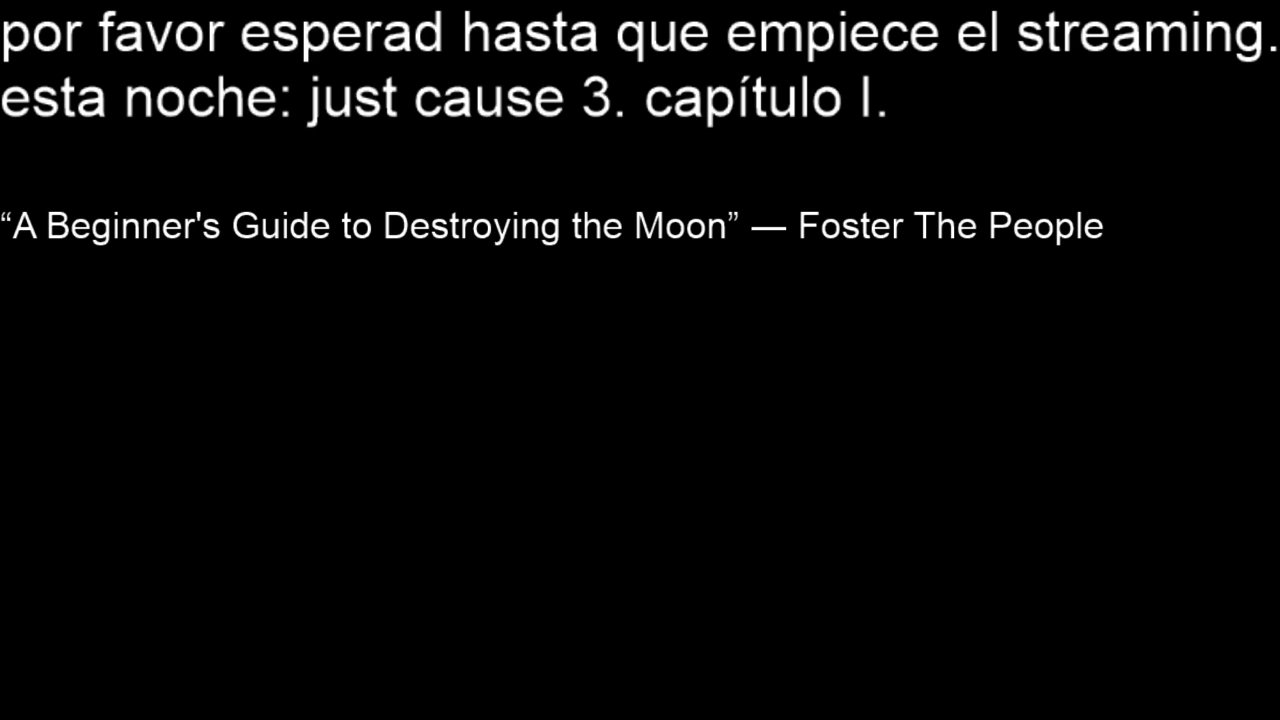 por favor esperad hasta que empiece el streaming.
esta noche: just cause 3. capítulo I.
“A Beginner's Guide to Destroying the Moon” — Foster The People